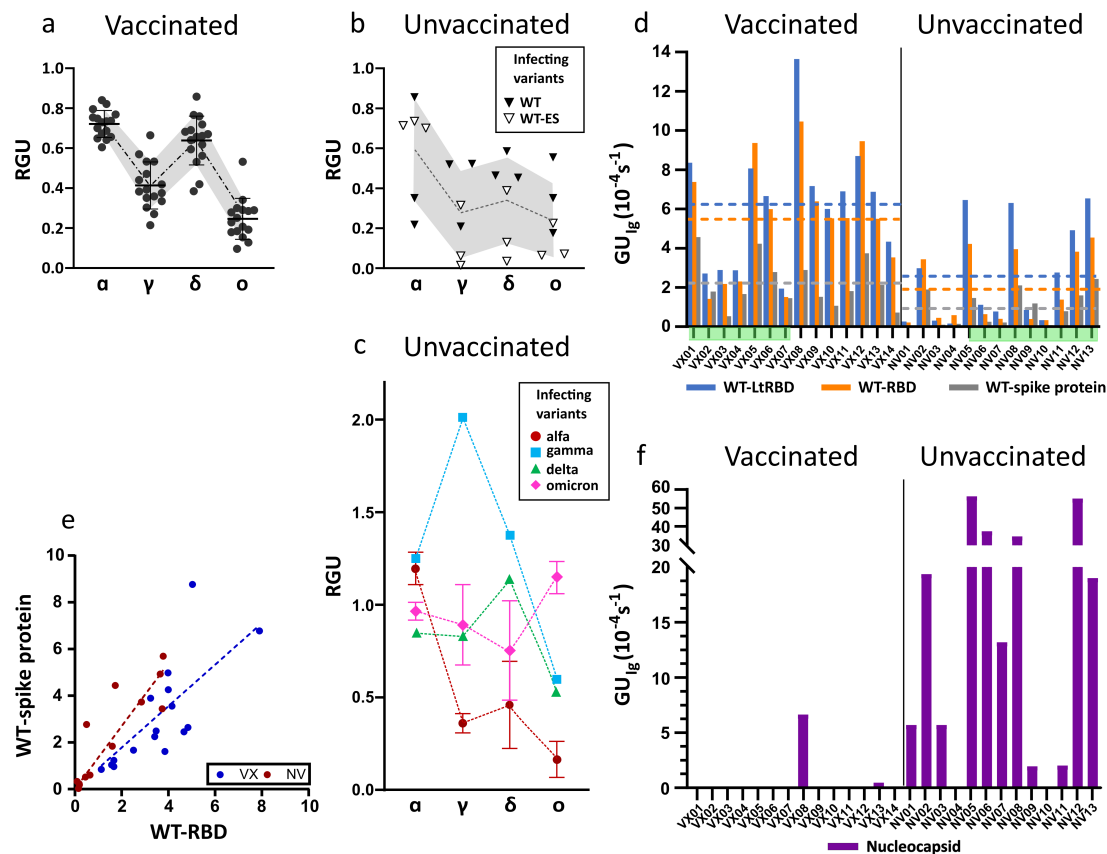 a Vaccinated
b Unvaccinated
d Vaccinated Unvaccinated
RGU
1.0
0.8
0.6
0.4
0.2
0.0
α γ δ ο
RGU
1.0
0.8
0.6
0.4
0.2
0.0
α γ δ ο
Infecting
variants
WT
WT-ES
GU_Ig (10⁻⁴s⁻¹)
14
12
10
8
6
4
2
0
VX01 VX02 VX03 VX04 VX05 VX06 VX07 VX08 VX09 VX10 VX11 VX12 VX13 VX14 NV01 NV02 NV03 NV04 NV05 NV06 NV07 NV08 NV09 NV10 NV11 NV12 NV13
WT-LtRBD WT-RBD WT-spike protein
c Unvaccinated
RGU
2.0
1.5
1.0
0.5
0.0
α γ δ ο
Infecting
variants
alfa
gamma
delta
omicron
e
WT-spike protein
10
8
6
4
2
0
0 2 4 6 8 10
VX NV
WT-RBD
f Vaccinated Unvaccinated
GU_Ig (10⁻⁴s⁻¹)
60
50
40
30
20
15
10
5
0
VX01 VX02 VX03 VX04 VX05 VX06 VX07 VX08 VX09 VX10 VX11 VX12 VX13 VX14 NV01 NV02 NV03 NV04 NV05 NV06 NV07 NV08 NV09 NV10 NV11 NV12 NV13
Nucleocapsid